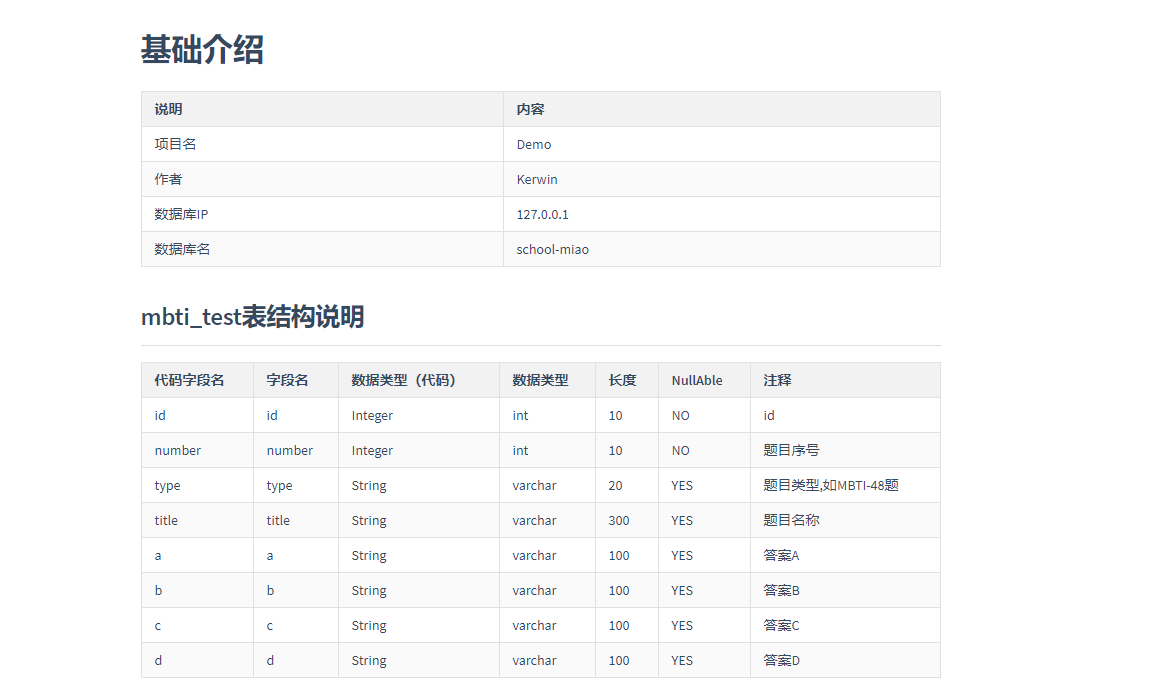 基础介绍
说明 内容
项目名 Demo
作者 Kerwin
数据库IP 127.0.0.1
数据库名 school-miao
mbti_test表结构说明
代码字段名 字段名 数据类型（代码） 数据类型 长度 NullAble 注释
id id Integer int 10 NO id
number number Integer int 10 NO 题目序号
type type String varchar 20 YES 题目类型,如MBTI-48题
title title String varchar 300 YES 题目名称
a a String varchar 100 YES 答案A
b b String varchar 100 YES 答案B
c c String varchar 100 YES 答案C
d d String varchar 100 YES 答案D